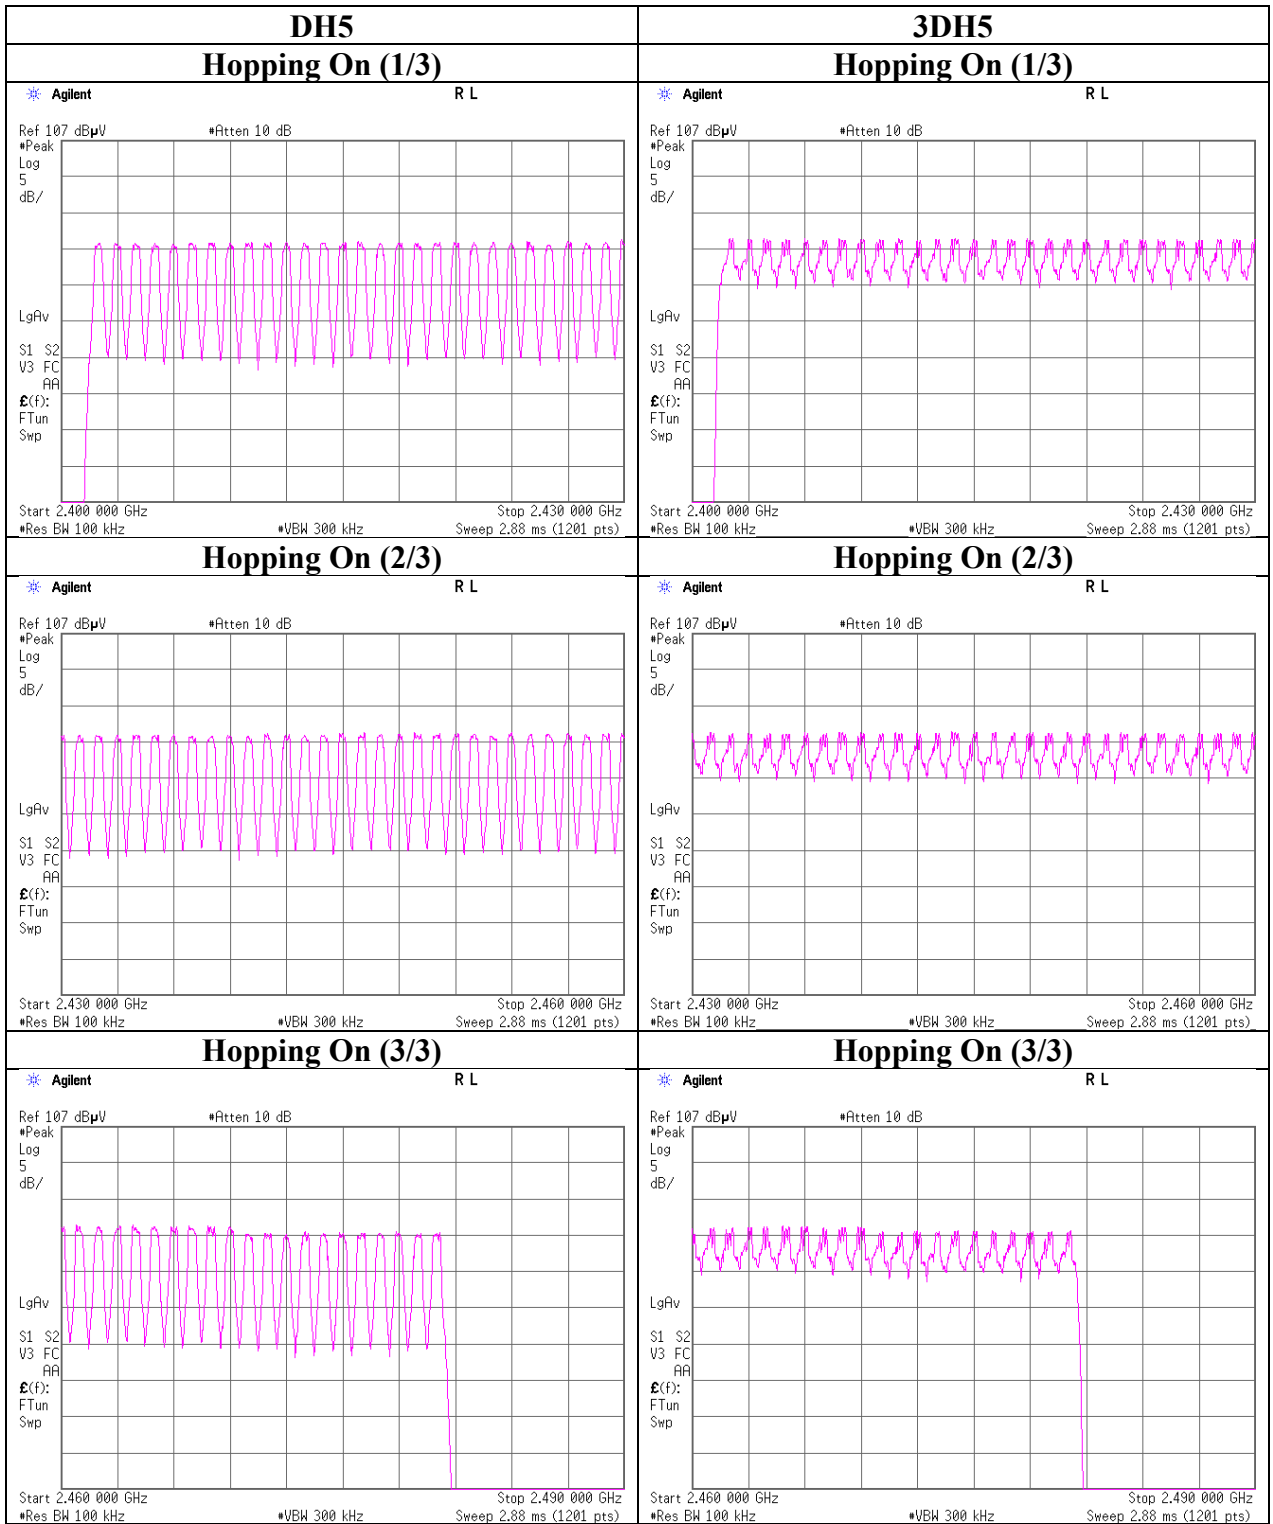 DH5 3DH5
Hopping On (1/3) Hopping On (1/3)
Agilent R L
Ref 107 dBµV #Atten 10 dB
#Peak
Log
5
dB/
LgAv
S1 S2
V3 FC
AA
£(f):
FTun
Swp
Start 2.400 000 GHz Stop 2.430 000 GHz
#Res BW 100 kHz #VBW 300 kHz Sweep 2.88 ms (1201 pts)
Agilent R L
Ref 107 dBµV #Atten 10 dB
#Peak
Log
5
dB/
LgAv
S1 S2
V3 FC
AA
£(f):
FTun
Swp
Start 2.400 000 GHz Stop 2.430 000 GHz
#Res BW 100 kHz #VBW 300 kHz Sweep 2.88 ms (1201 pts)
Hopping On (2/3) Hopping On (2/3)
Agilent R L
Ref 107 dBµV #Atten 10 dB
#Peak
Log
5
dB/
LgAv
S1 S2
V3 FC
AA
£(f):
FTun
Swp
Start 2.430 000 GHz Stop 2.460 000 GHz
#Res BW 100 kHz #VBW 300 kHz Sweep 2.88 ms (1201 pts)
Agilent R L
Ref 107 dBµV #Atten 10 dB
#Peak
Log
5
dB/
LgAv
S1 S2
V3 FC
AA
£(f):
FTun
Swp
Start 2.430 000 GHz Stop 2.460 000 GHz
#Res BW 100 kHz #VBW 300 kHz Sweep 2.88 ms (1201 pts)
Hopping On (3/3) Hopping On (3/3)
Agilent R L
Ref 107 dBµV #Atten 10 dB
#Peak
Log
5
dB/
LgAv
S1 S2
V3 FC
AA
£(f):
FTun
Swp
Start 2.460 000 GHz Stop 2.490 000 GHz
#Res BW 100 kHz #VBW 300 kHz Sweep 2.88 ms (1201 pts)
Agilent R L
Ref 107 dBµV #Atten 10 dB
#Peak
Log
5
dB/
LgAv
S1 S2
V3 FC
AA
£(f):
FTun
Swp
Start 2.460 000 GHz Stop 2.490 000 GHz
#Res BW 100 kHz #VBW 300 kHz Sweep 2.88 ms (1201 pts)